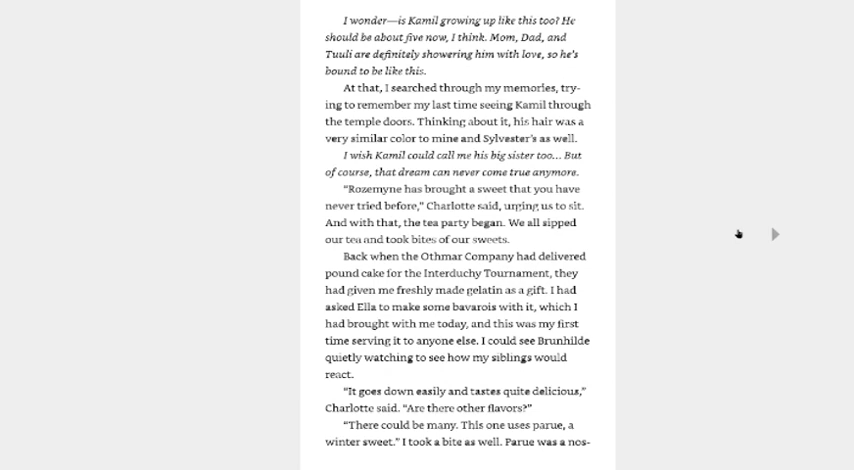 I wonder—is Kamil growing up like this too? He
should be about five now, I think. Mom, Dad, and
Tuuli are definitely showering him with love, so he's
bound to be like this.
At that, I searched through my memories, try-
ing to remember my last time seeing Kamil through
the temple doors. Thinking about it, his hair was a
very similar color to mine and Sylvester's as well.
I wish Kamil could call me his big sister too... But
of course, that dream can never come true anymore.
“Rozemyne has brought a sweet that you have
never tried before,” Charlotte said, urging us to sit.
And with that, the tea party began. We all sipped
our tea and took bites of our sweets.
Back when the Othmar Company had delivered
pound cake for the Interduchy Tournament, they
had given me freshly made gelatin as a gift. I had
asked Ella to make some bavarois with it, which I
had brought with me today, and this was my first
time serving it to anyone else. I could see Brunhilde
quietly watching to see how my siblings would
react.
“It goes down easily and tastes quite delicious,”
Charlotte said. “Are there other flavors?”
“There could be many. This one uses parue, a
winter sweet.” I took a bite as well. Parue was a nos-